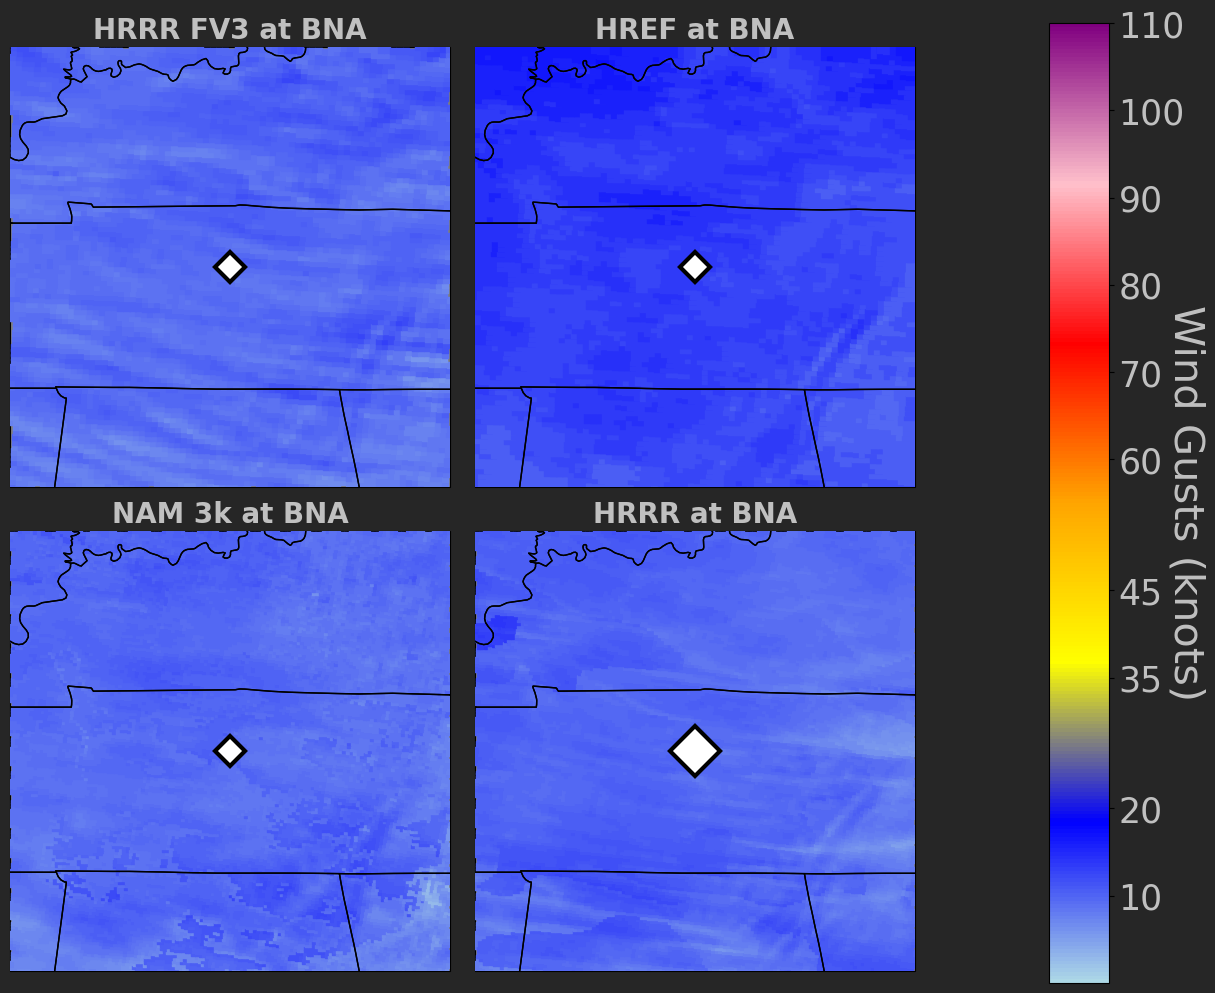 HRRR FV3 at BNA
HREF at BNA
NAM 3k at BNA
HRRR at BNA
110
100
90
80
70
60
45
35
20
10
Wind Gusts (knots)